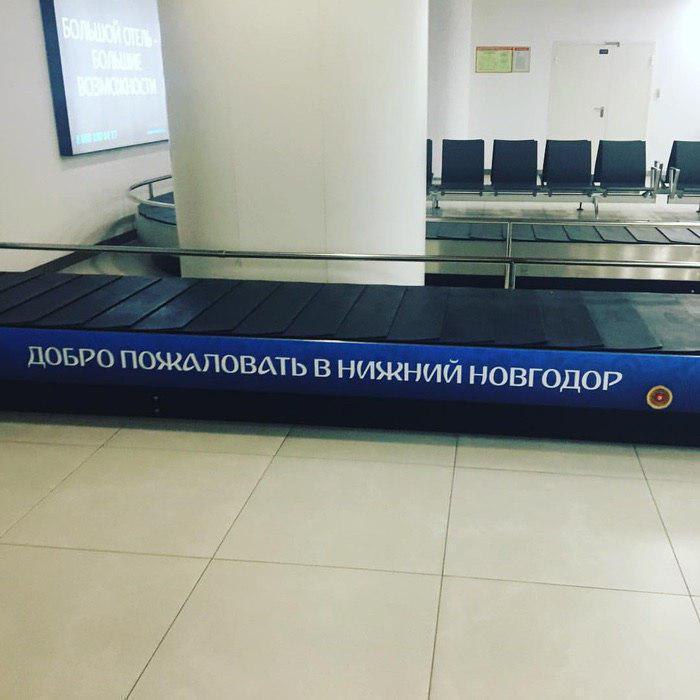 БОЛЬШОЙ ОТЕЛЬ -
БОЛЬШИЕ
ВОЗМОЖНОСТИ
ДОБРО ПОЖАЛОВАТЬ В НИЖНИЙ НОВГОДОР